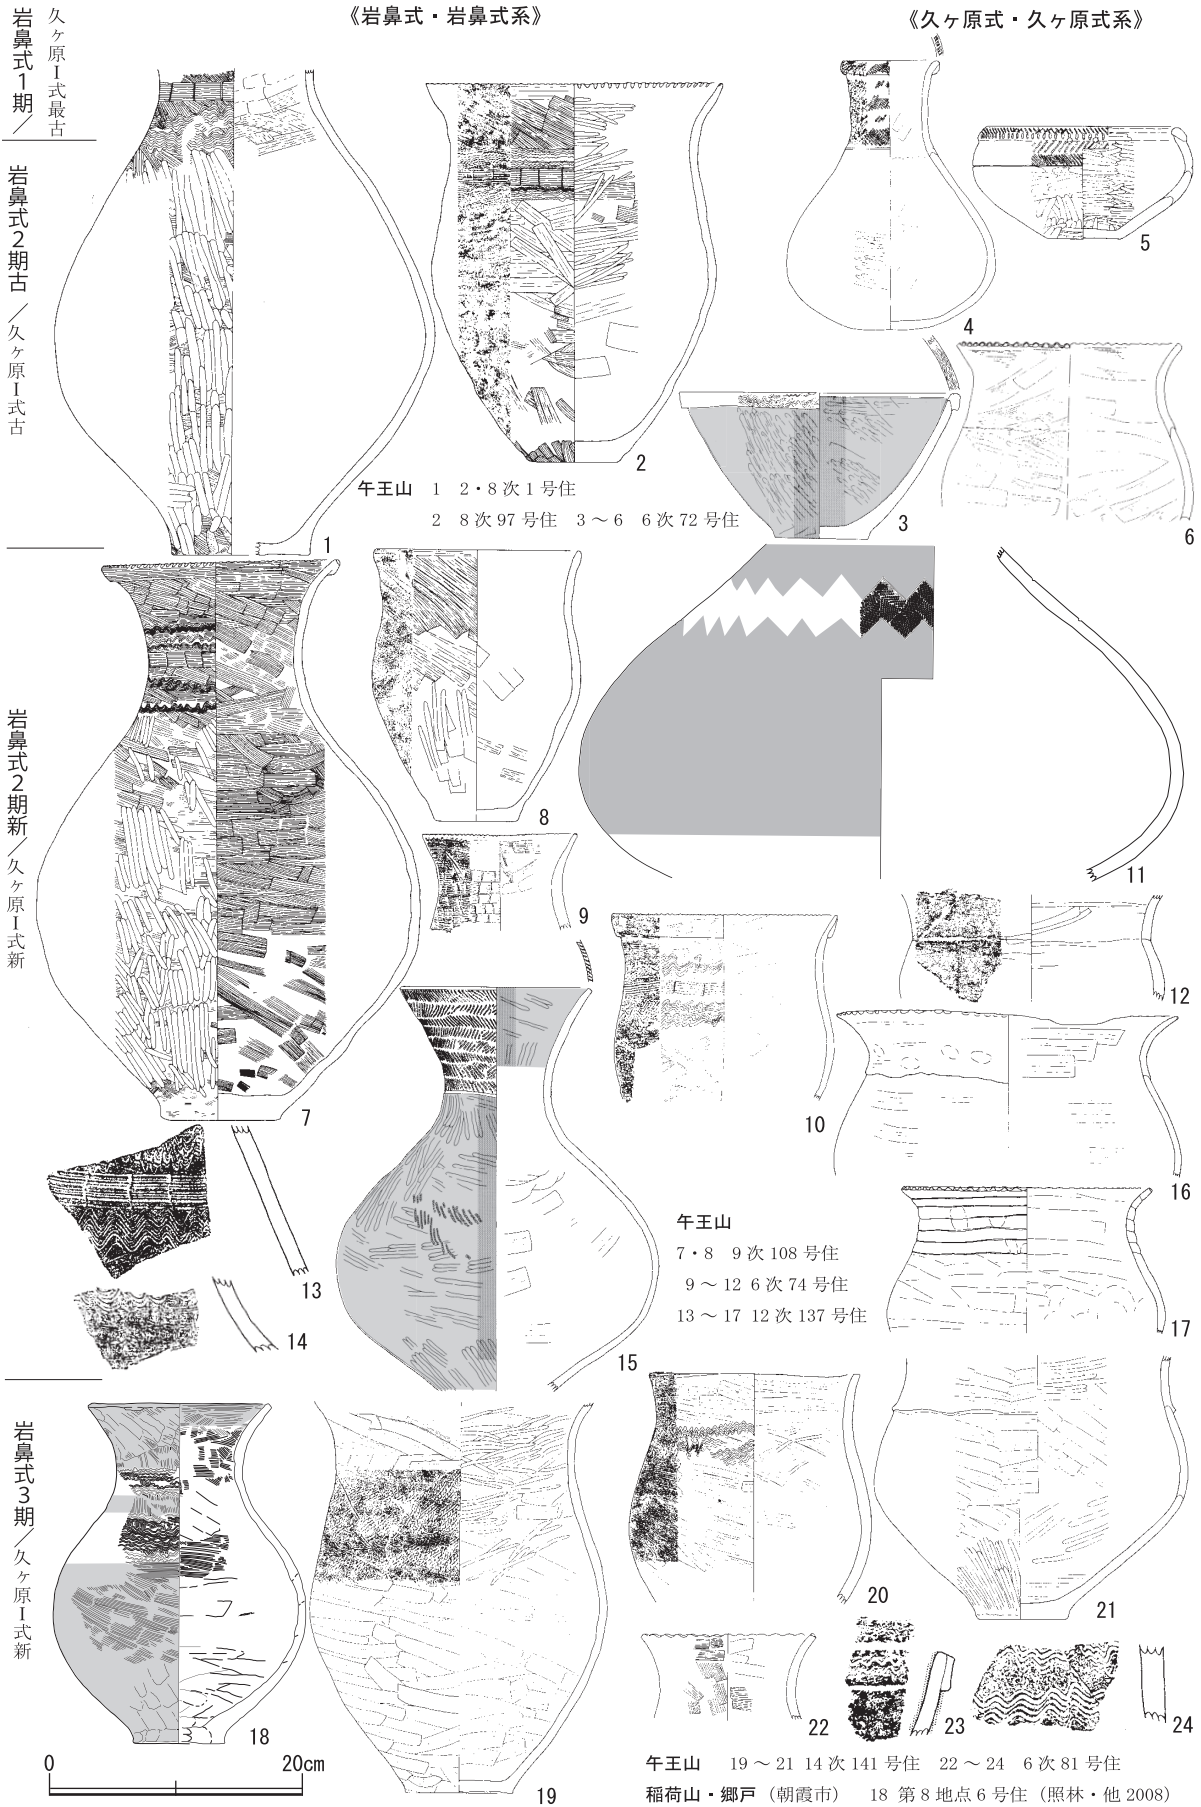 《岩鼻式・岩鼻式系》
《久ヶ原式・久ヶ原式系》
岩鼻式1期／
久ヶ原Ⅰ式最古
岩鼻式2期古／久ヶ原Ⅰ式古
1
2
3
4
5
6
午王山 1 2・8次1号住
2 8次97号住 3～6 6次72号住
岩鼻式2期新／久ヶ原Ⅰ式新
7
8
9
10
11
12
13
14
15
16
17
午王山
7・8 9次108号住
9～12 6次74号住
13～17 12次137号住
岩鼻式3期／久ヶ原Ⅰ式新
18
19
20
21
22
23
24
0 20cm
午王山 19～21 14次141号住 22～24 6次81号住
稲荷山・郷戸（朝霞市） 18 第8地点6号住（照林・他2008）